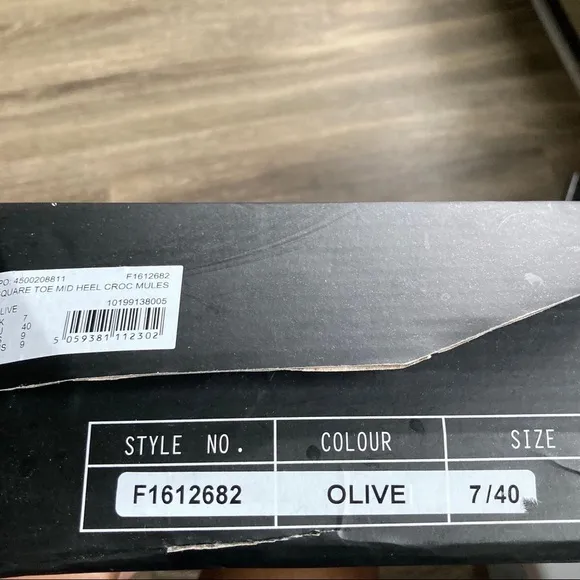 PO: 4500208811 F1612682
QUARE TOE MID HEEL CROC MULES
10199138005
LIVE
K 7
U 40
S 9
S 9
5 059381 112302
STYLE NO. COLOUR SIZE
F1612682 OLIVE 7/40